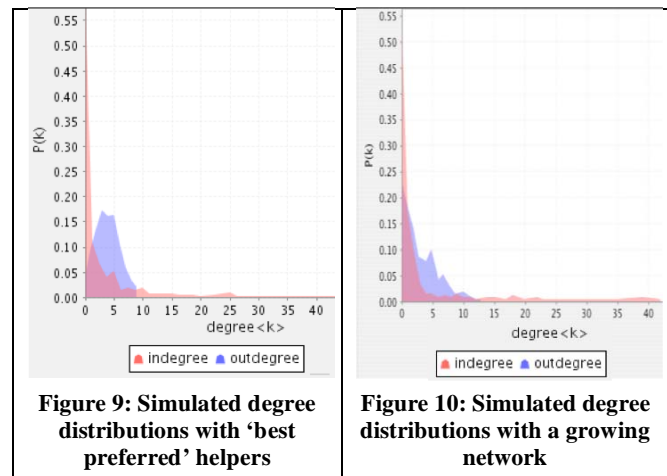 0.55
0.50
0.45
0.40
0.35
0.30
0.25
0.20
0.15
0.10
0.05
0.00
P(k)
0 5 10 15 20 25 30 35 40
degree<k>
indegree outdegree
Figure 9: Simulated degree
distributions with ‘best
preferred’ helpers
0.55
0.50
0.45
0.40
0.35
0.30
0.25
0.20
0.15
0.10
0.05
0.00
P(k)
0 5 10 15 20 25 30 35 40
degree<k>
indegree outdegree
Figure 10: Simulated degree
distributions with a growing
network